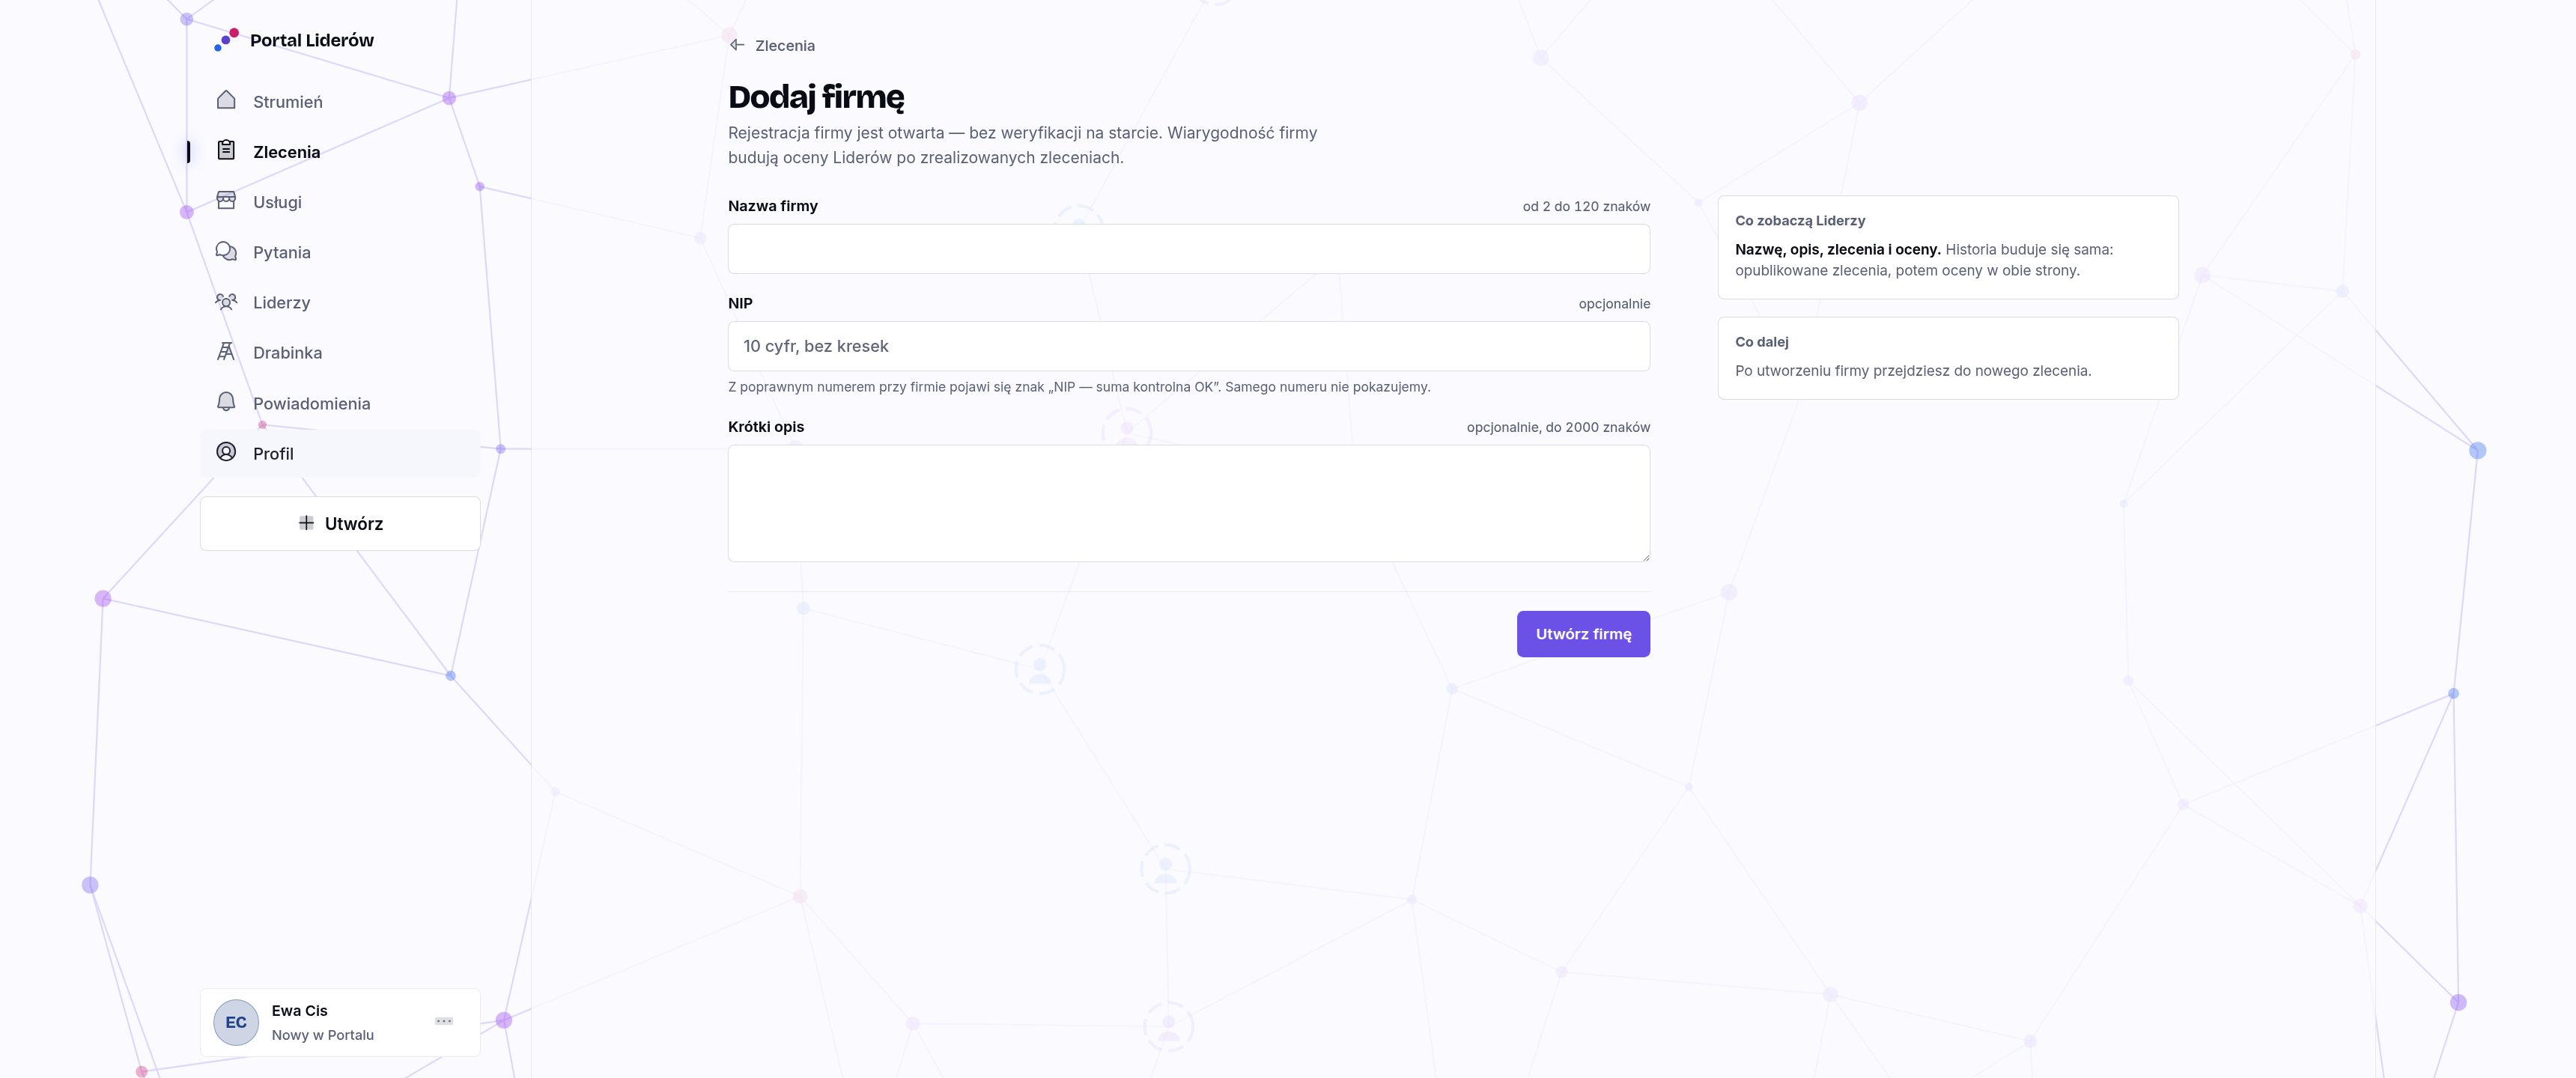 Portal Liderów
Strumień
Zlecenia
Usługi
Pytania
Liderzy
Drabinka
Powiadomienia
Profil
Utwórz
EC
Ewa Cis
Nowy w Portalu
Zlecenia
Dodaj firmę
Rejestracja firmy jest otwarta — bez weryfikacji na starcie. Wiarygodność firmy
budują oceny Liderów po zrealizowanych zleceniach.
Nazwa firmy
od 2 do 120 znaków
NIP
opcjonalnie
10 cyfr, bez kresek
Z poprawnym numerem przy firmie pojawi się znak „NIP — suma kontrolna OK”. Samego numeru nie pokazujemy.
Krótki opis
opcjonalnie, do 2000 znaków
Utwórz firmę
Co zobaczą Liderzy
Nazwę, opis, zlecenia i oceny. Historia buduje się sama:
opublikowane zlecenia, potem oceny w obie strony.
Co dalej
Po utworzeniu firmy przejdziesz do nowego zlecenia.